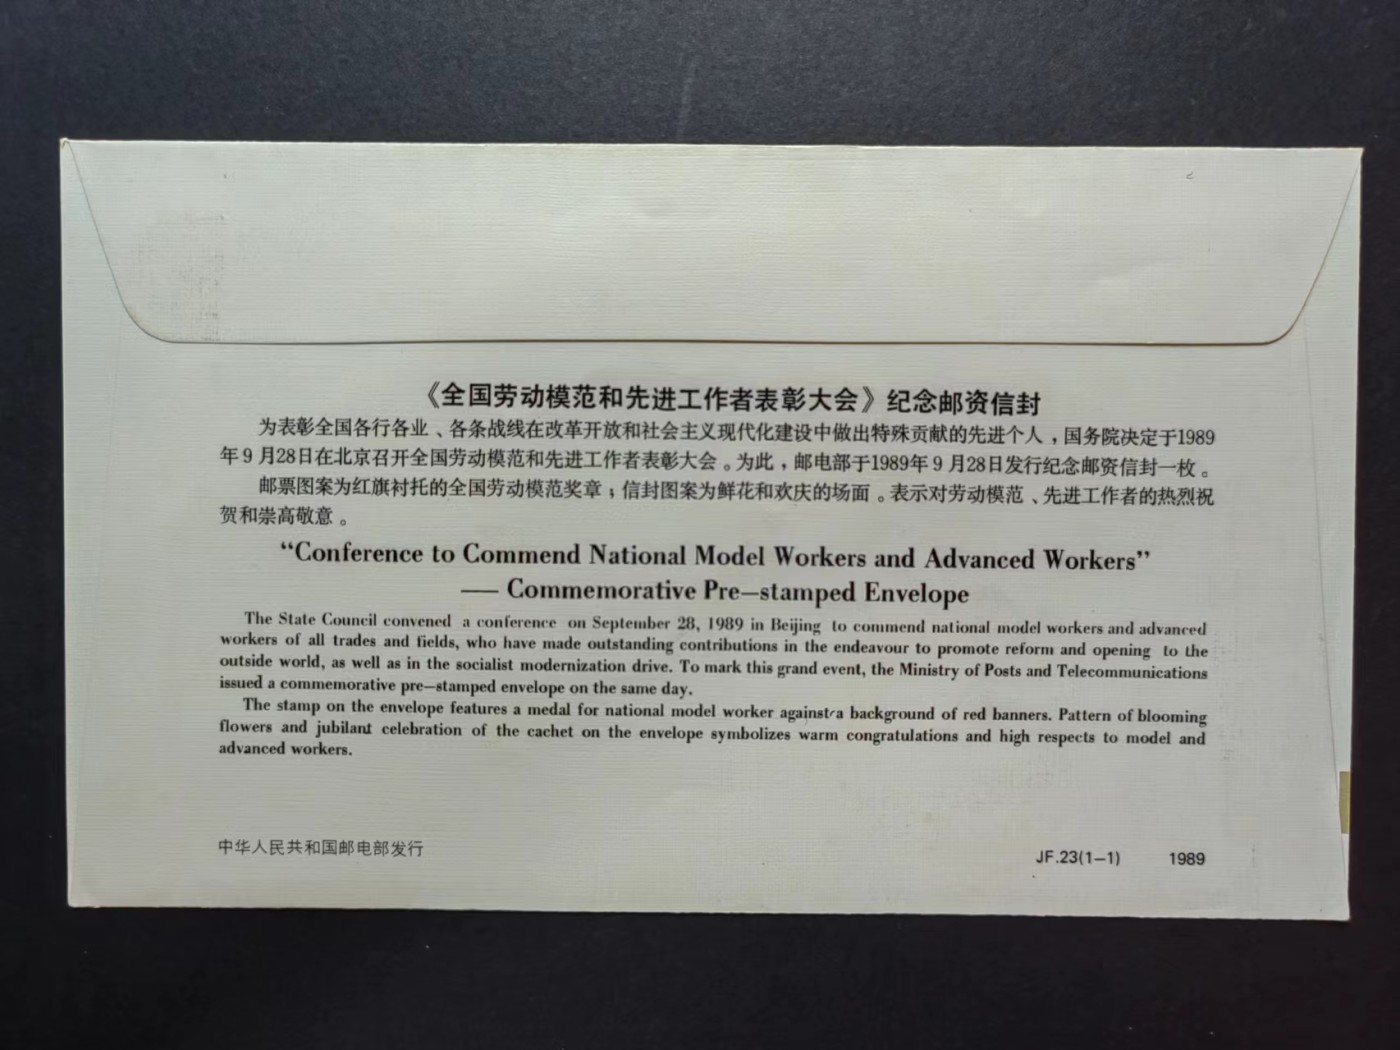 《全国劳动模范和先进工作者表彰大会》纪念邮资信封
为表彰全国各行各业、各条战线在改革开放和社会主义现代化建设中做出特殊贡献的先进个人，国务院决定于1989
年9月28日在北京召开全国劳动模范和先进工作者表彰大会。为此，邮电部于1989年9月28日发行纪念邮资信封一枚。
邮票图案为红旗衬托的全国劳动模范奖章；信封图案为鲜花和欢庆的场面。表示对劳动模范、先进工作者的热烈祝
贺和崇高敬意。
“Conference to Commend National Model Workers and Advanced Workers”
—— Commemorative Pre—stamped Envelope
The State Council convened a conference on September 28, 1989 in Beijing to commend national model workers and advanced
workers of all trades and fields, who have made outstanding contributions in the endeavour to promote reform and opening to the
outside world, as well as in the socialist modernization drive. To mark this grand event, the Ministry of Posts and Telecommunications
issued a commemorative pre—stamped envelope on the same day.
The stamp on the envelope features a medal for national model worker against a background of red banners. Pattern of blooming
flowers and jubilant celebration of the cachet on the envelope symbolizes warm congratulations and high respects to model and
advanced workers.
中华人民共和国邮电部发行
JF.23(1—1) 1989